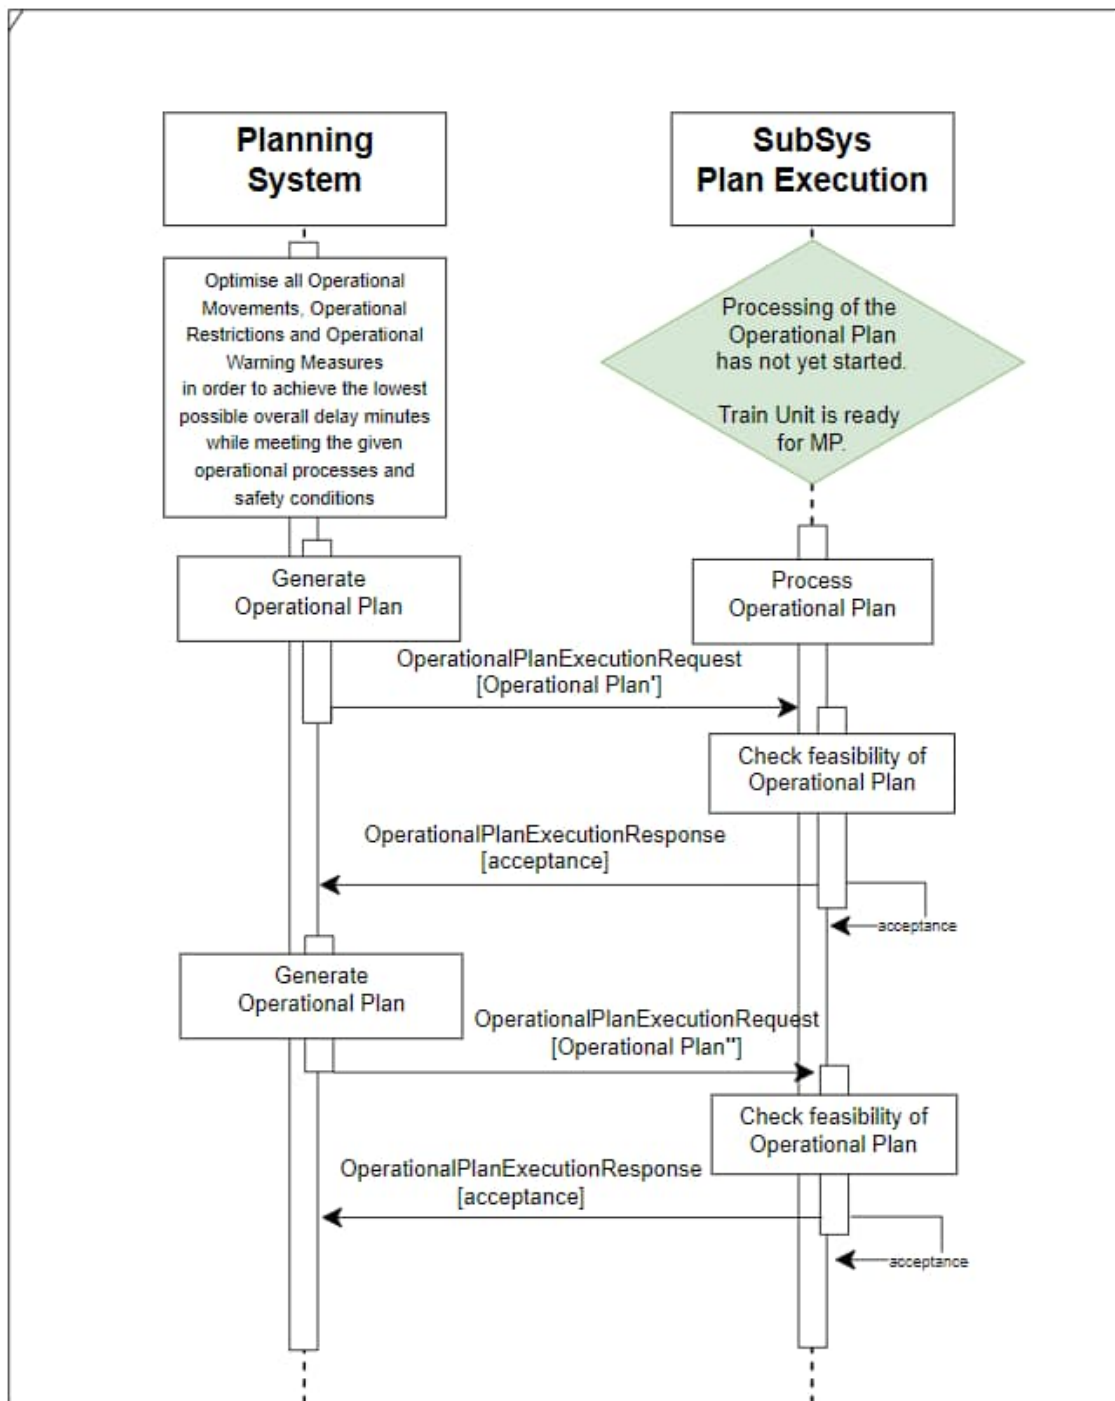 Planning
System
SubSys
Plan Execution
Optimise all Operational
Movements, Operational
Restrictions and Operational
Warning Measures
in order to achieve the lowest
possible overall delay minutes
while meeting the given
operational processes and
safety conditions
Processing of the
Operational Plan
has not yet started.
Train Unit is ready
for MP.
Generate
Operational Plan
Process
Operational Plan
OperationalPlanExecutionRequest
[Operational Plan']
Check feasibility of
Operational Plan
OperationalPlanExecutionResponse
[acceptance]
acceptance
Generate
Operational Plan
OperationalPlanExecutionRequest
[Operational Plan"]
Check feasibility of
Operational Plan
OperationalPlanExecutionResponse
[acceptance]
acceptance